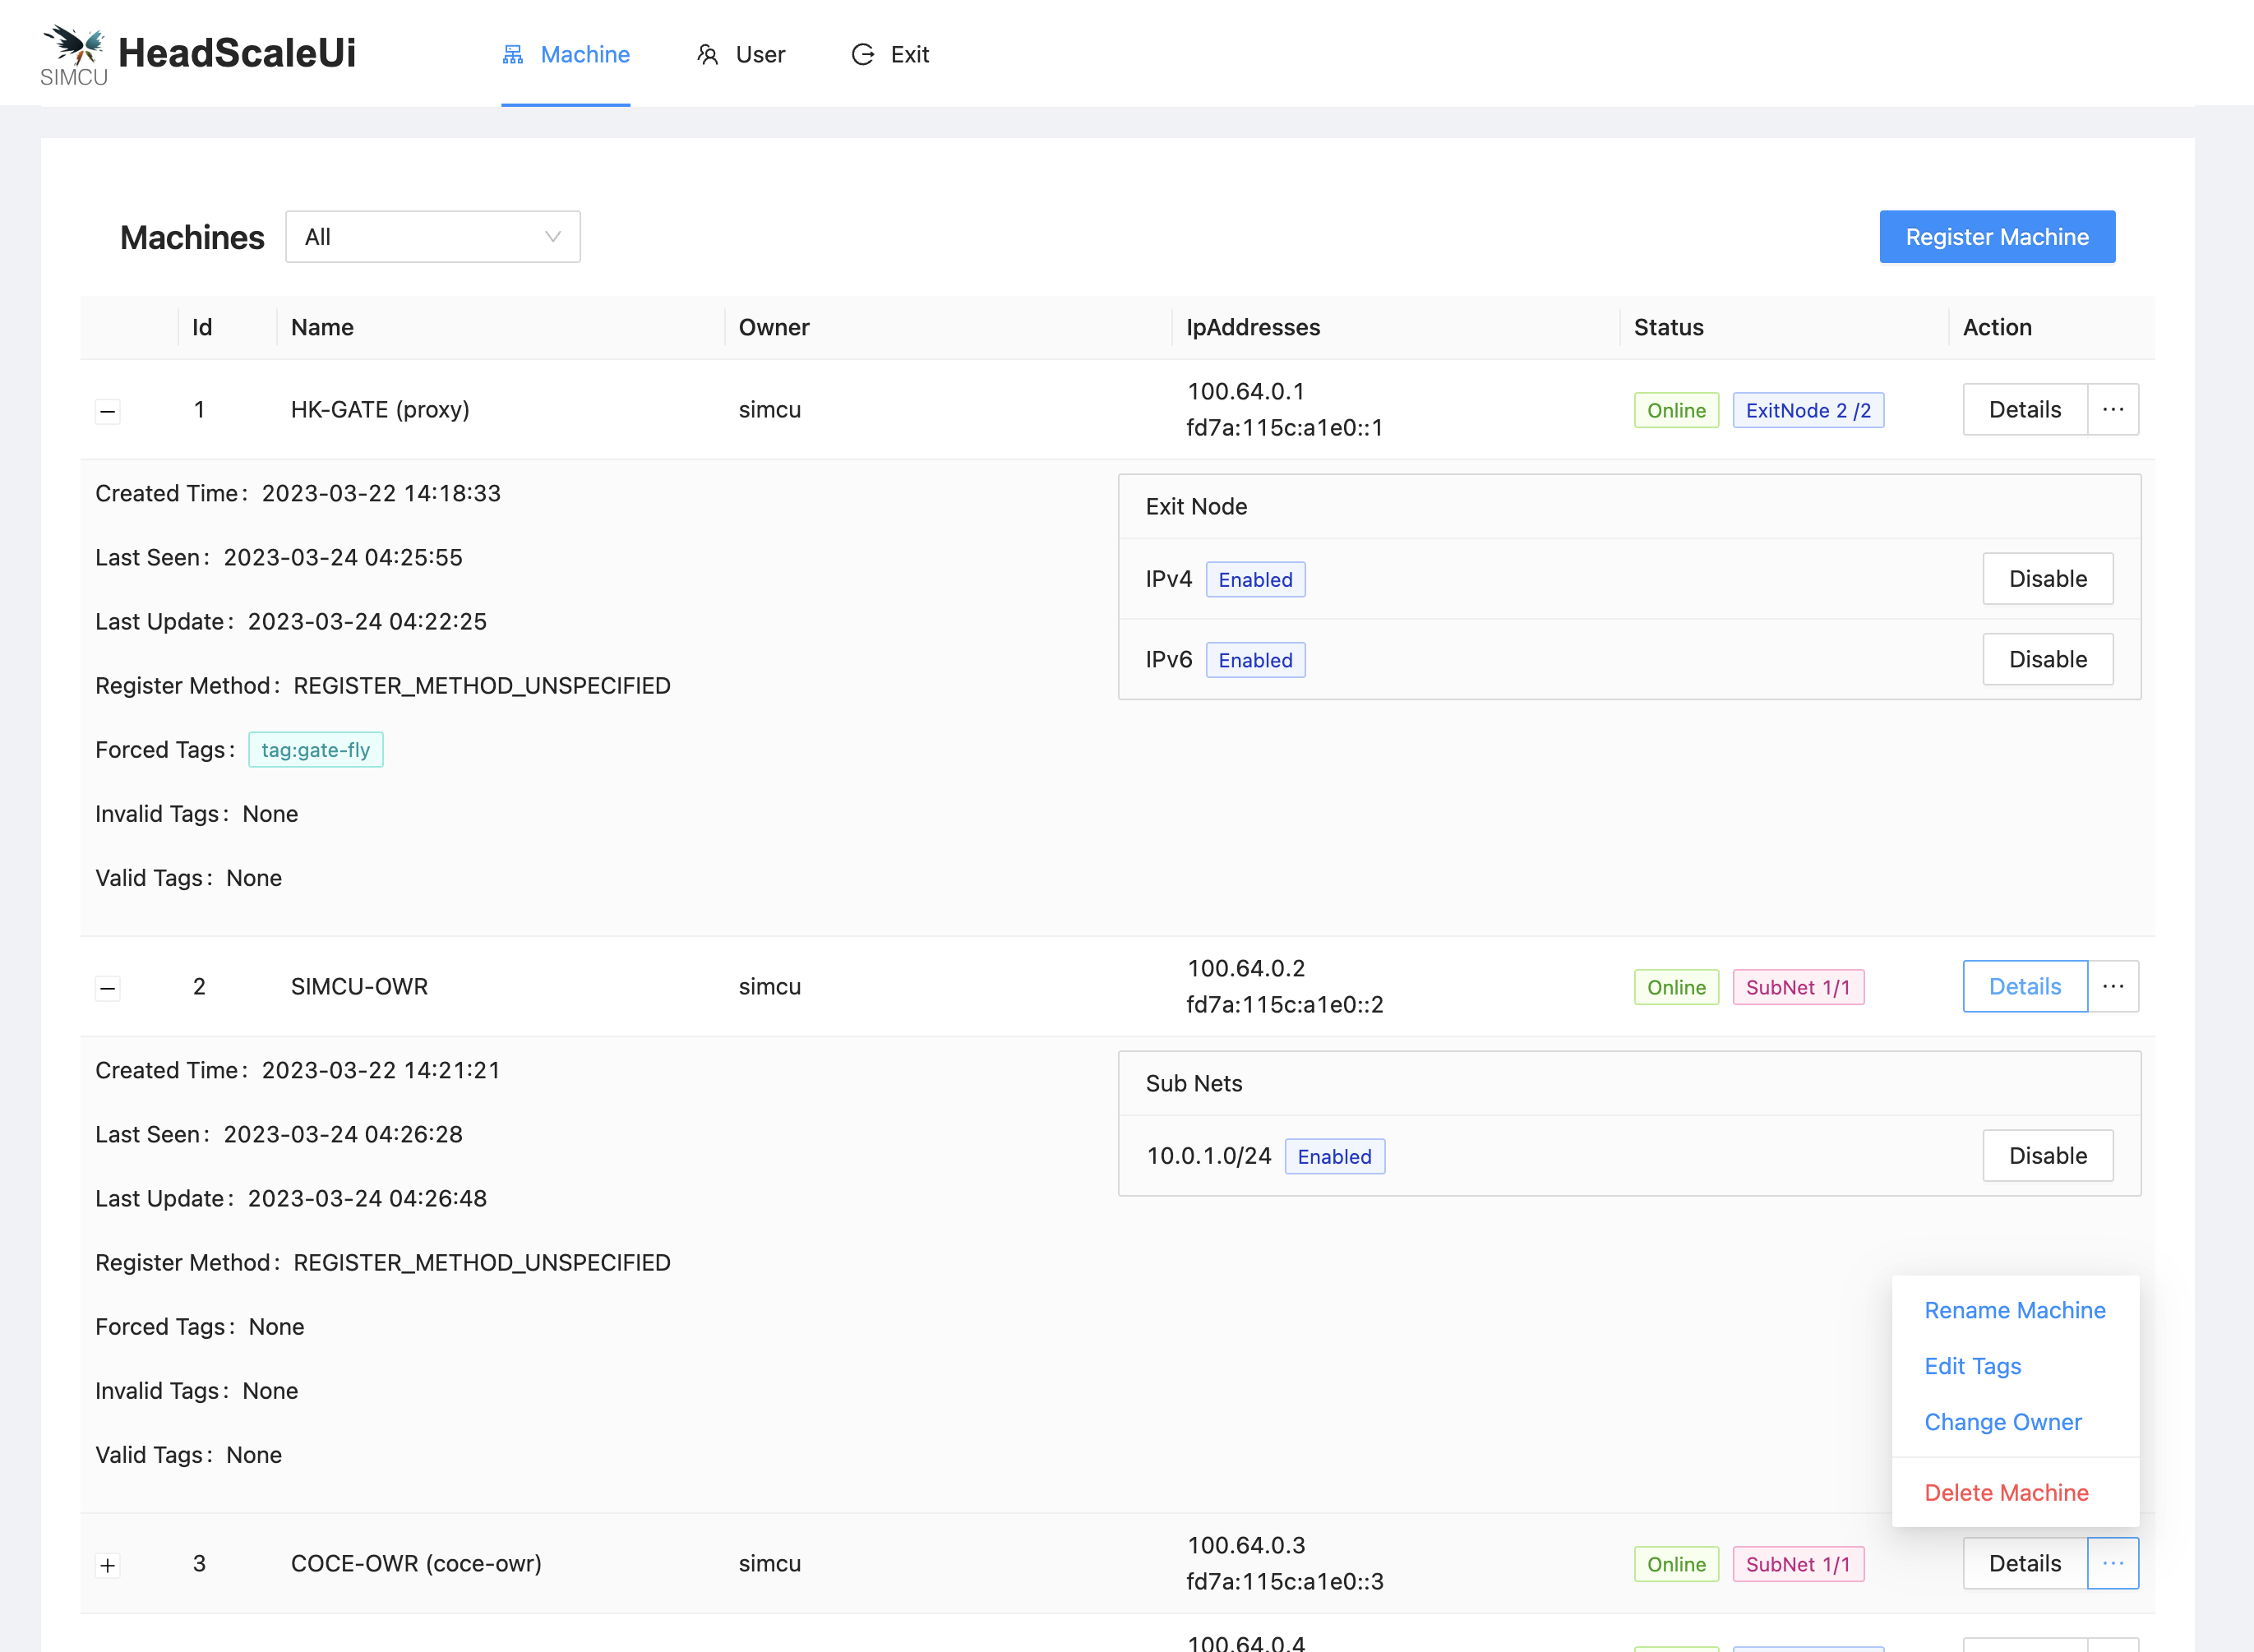 SIMCU
HeadScaleUi
Machine
User
Exit
Machines
All
Register Machine
Id Name Owner IpAddresses Status Action
1 HK-GATE (proxy) simcu 100.64.0.1 Online ExitNode 2 /2 Details ...
fd7a:115c:a1e0::1
Created Time: 2023-03-22 14:18:33
Last Seen: 2023-03-24 04:25:55
Last Update: 2023-03-24 04:22:25
Register Method: REGISTER_METHOD_UNSPECIFIED
Forced Tags: tag:gate-fly
Invalid Tags: None
Valid Tags: None
Exit Node
IPv4 Enabled Disable
IPv6 Enabled Disable
2 SIMCU-OWR simcu 100.64.0.2 Online SubNet 1/1 Details ...
fd7a:115c:a1e0::2
Created Time: 2023-03-22 14:21:21
Last Seen: 2023-03-24 04:26:28
Last Update: 2023-03-24 04:26:48
Register Method: REGISTER_METHOD_UNSPECIFIED
Forced Tags: None
Invalid Tags: None
Valid Tags: None
Sub Nets
10.0.1.0/24 Enabled Disable
Rename Machine
Edit Tags
Change Owner
Delete Machine
3 COCE-OWR (coce-owr) simcu 100.64.0.3 Online SubNet 1/1 Details ...
fd7a:115c:a1e0::3
100.64.0.4